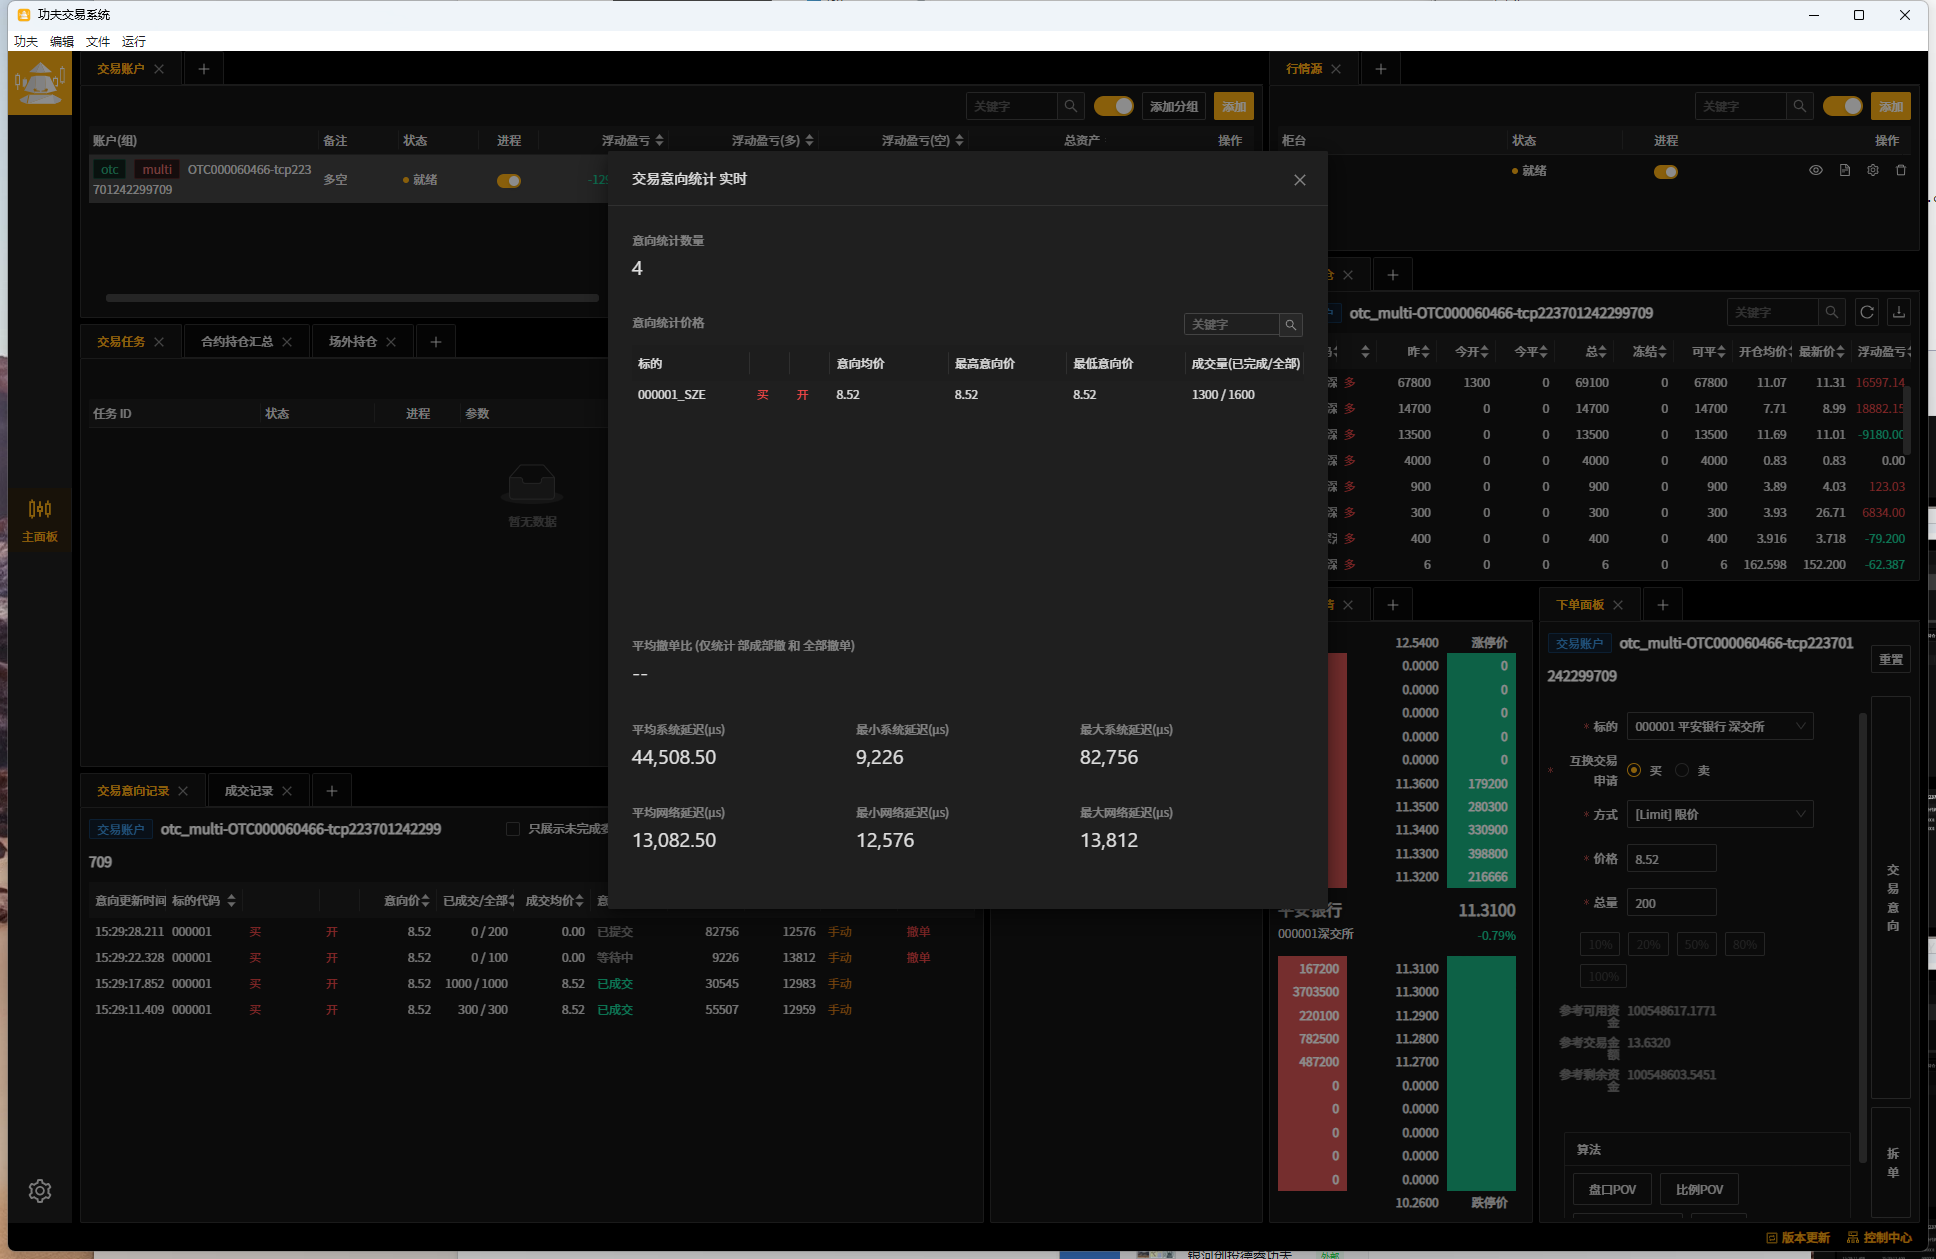 功夫交易系统
功夫 编辑 文件 运行
交易账户
行情源
关键字 添加分组 添加
关键字 添加
账户(组) 备注 状态 进程 浮动盈亏 浮动盈亏(多) 浮动盈亏(空) 总资产 操作
柜台 状态 进程 操作
otc multi OTC000060466-tcp223
701242299709 多空 就绪
就绪
交易意向统计 实时
意向统计数量
4
意向统计价格 关键字
标的 意向均价 最高意向价 最低意向价 成交量(已完成/全部)
000001_SZE 买 开 8.52 8.52 8.52 1300 / 1600
平均撤单比 (仅统计 部成部撤 和 全部撤单)
--
平均系统延迟(μs) 最小系统延迟(μs) 最大系统延迟(μs)
44,508.50 9,226 82,756
平均网络延迟(μs) 最小网络延迟(μs) 最大网络延迟(μs)
13,082.50 12,576 13,812
交易任务 合约持仓汇总 场外持仓
任务 ID 状态 进程 参数
暂无数据
主面板
仓
otc_multi-OTC000060466-tcp223701242299709 关键字
昨 今开 今平 总 冻结 可平 开仓均价 最新价 浮动盈亏
多 67800 1300 0 69100 0 67800 11.07 11.31 16597.14
多 14700 0 0 14700 0 14700 7.71 8.99 18882.15
多 13500 0 0 13500 0 13500 11.69 11.01 -9180.00
多 4000 0 0 4000 0 4000 0.83 0.83 0.00
多 900 0 0 900 0 900 3.89 4.03 123.03
多 300 0 0 300 0 300 3.93 26.71 6834.00
多 400 0 0 400 0 400 3.916 3.718 -79.200
多 6 0 0 6 0 6 162.598 152.200 -62.387
交易意向记录 成交记录
交易账户 otc_multi-OTC000060466-tcp223701242299
709
只展示未完成
意向更新时间 标的代码 意向价 已成交/全部 成交均价
15:29:28.211 000001 买 开 8.52 0 / 200 0.00 已提交 82756 12576 手动 撤单
15:29:22.328 000001 买 开 8.52 0 / 100 0.00 等待中 9226 13812 手动 撤单
15:29:17.852 000001 买 开 8.52 1000 / 1000 8.52 已成交 30545 12983 手动
15:29:11.409 000001 买 开 8.52 300 / 300 8.52 已成交 55507 12959 手动
情
12.5400 涨停价
0.0000 0
0.0000 0
0.0000 0
0.0000 0
0.0000 0
11.3600 179200
11.3500 280300
11.3400 330900
11.3300 398800
11.3200 216666
平安银行 11.3100
000001深交所 -0.79%
167200 11.3100
3703500 11.3000
220100 11.2900
782500 11.2800
487200 11.2700
0 0.0000
0 0.0000
0 0.0000
0 0.0000
0 0.0000
10.2600 跌停价
下单面板
交易账户 otc_multi-OTC000060466-tcp223701
242299709
重置
* 标的 000001 平安银行 深交所
* 互换交易
申请 买 卖
* 方式 [Limit] 限价
* 价格 8.52
* 总量 200
10% 20% 50% 80%
100%
参考可用资
金 100548617.1771
参考交易金
额 13.6320
参考剩余资
金 100548603.5451
算法
盘口POV 比例POV
交
易
意
向
拆
单
版本更新 控制中心